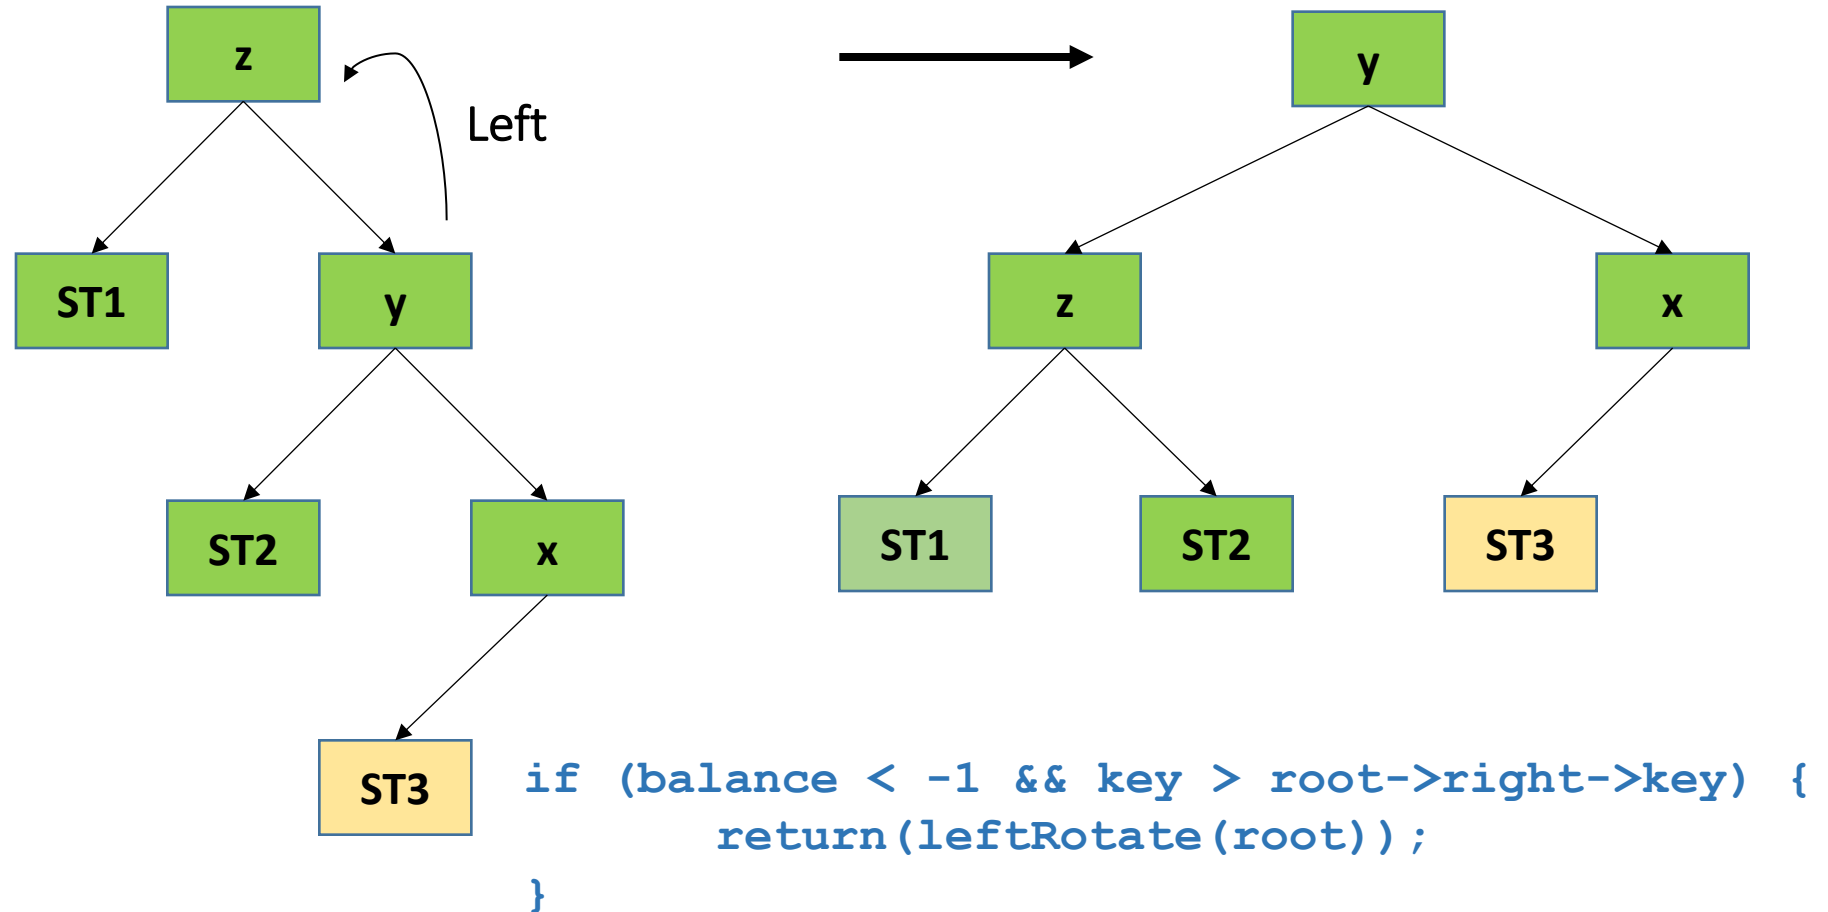 z
y
Left
ST1
y
z
x
ST2
x
ST1
ST2
ST3
ST3
if (balance < -1 && key > root->right->key) {
return(leftRotate(root));
}